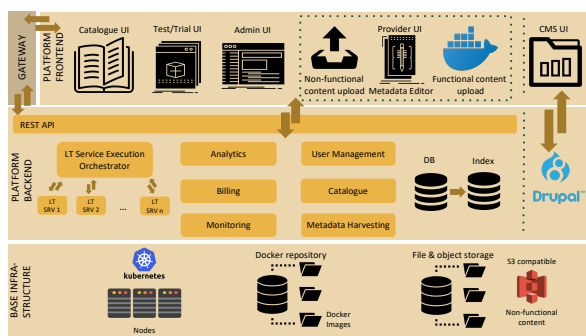 GATEWAY
PLATFORM
FRONTEND
Catalogue UI
Test/Trial UI
Admin UI
Provider UI
CMS UI
Non-functional
content upload
Metadata Editor
Functional content
upload
REST API
PLATFORM
BACKEND
LT Service Execution
Orchestrator
LT
SRV 1
LT
SRV 2
...
LT
SRV n
Analytics
User Management
Billing
Catalogue
Monitoring
Metadata Harvesting
DB
Index
Drupal™
BASE INFRA-
STRUCTURE
kubernetes
Nodes
Docker repository
Docker
Images
File & object storage
S3 compatible
Non-functional
content